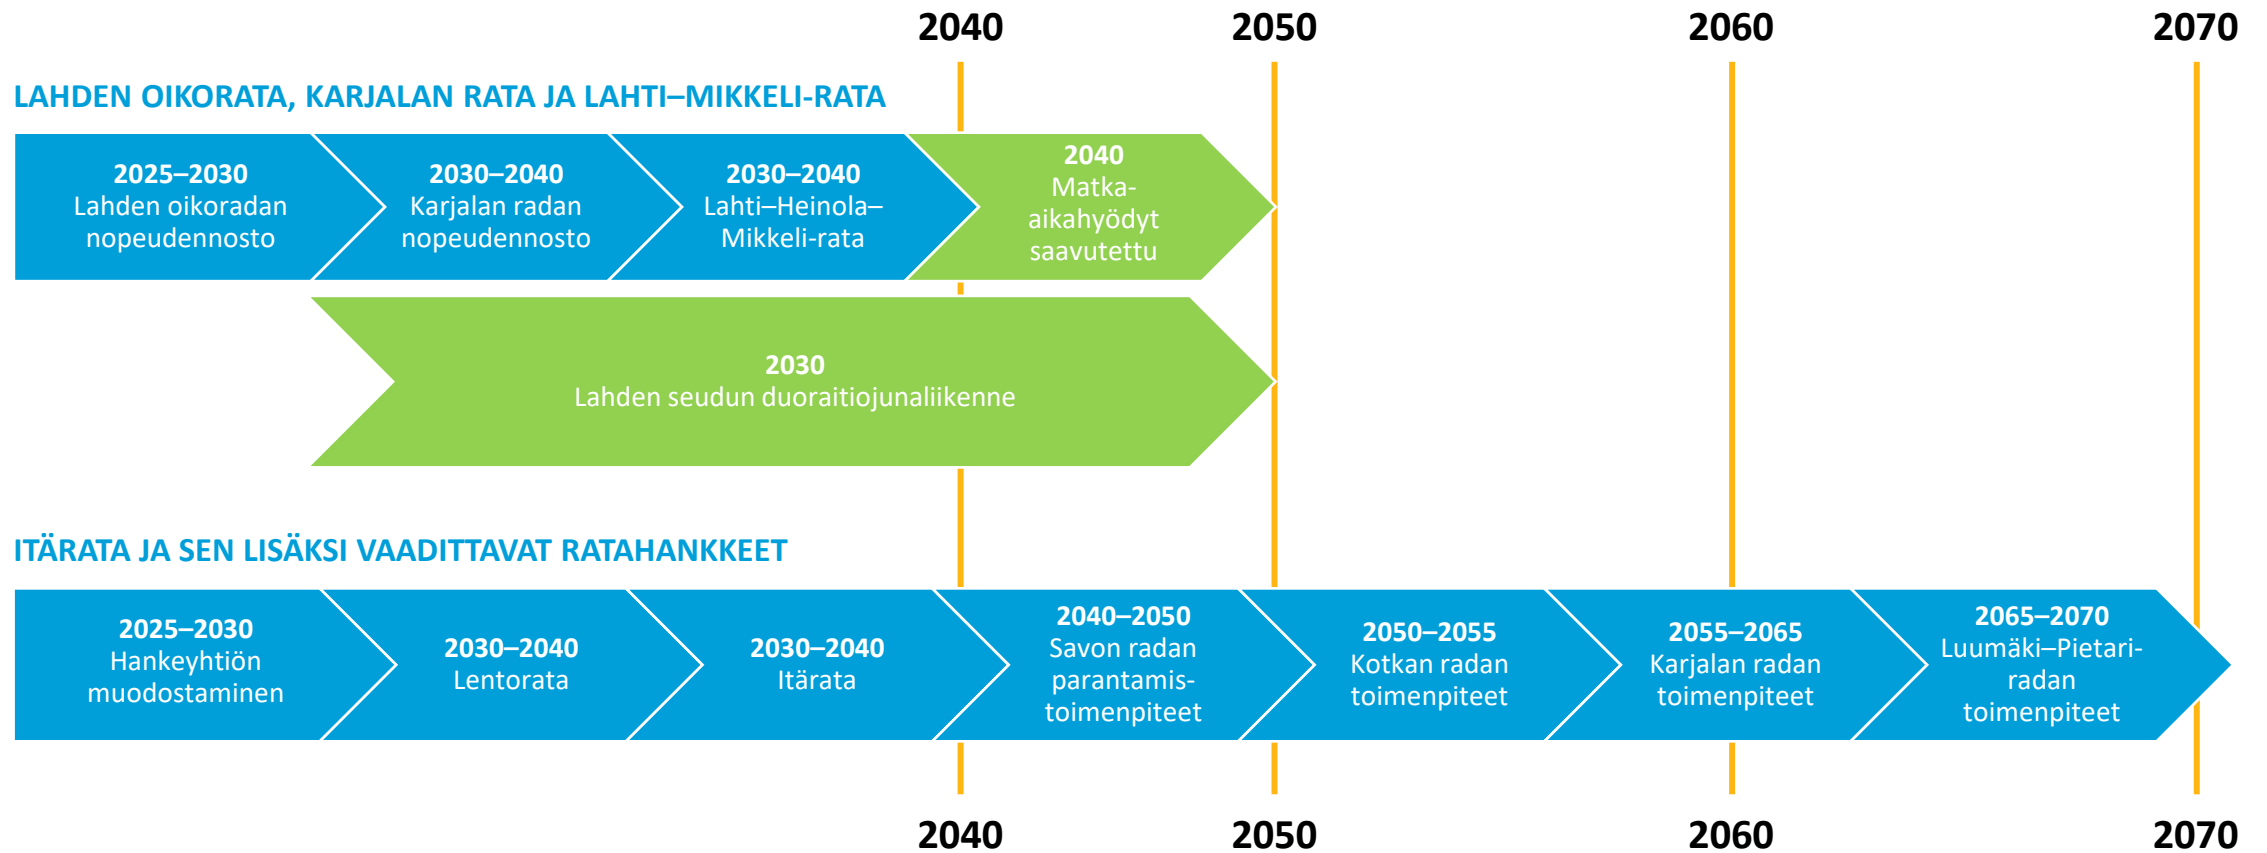 2040
2050
2060
2070
LAHDEN OIKORATA, KARJALAN RATA JA LAHTI–MIKKELI-RATA
2025–2030
Lahden oikoradan
nopeudennosto
2030–2040
Karjalan radan
nopeudennosto
2030–2040
Lahti–Heinola–
Mikkeli-rata
2040
Matka-
aikahyödyt
saavutettu
2030
Lahden seudun duoraitiojunaliikenne
ITÄRATA JA SEN LISÄKSI VAADITTAVAT RATAHANKKEET
2025–2030
Hankeyhtiön
muodostaminen
2030–2040
Lentorata
2030–2040
Itärata
2040–2050
Savon radan
parantamis-
toimenpiteet
2050–2055
Kotkan radan
toimenpiteet
2055–2065
Karjalan radan
toimenpiteet
2065–2070
Luumäki–Pietari-
radan
toimenpiteet
2040
2050
2060
2070